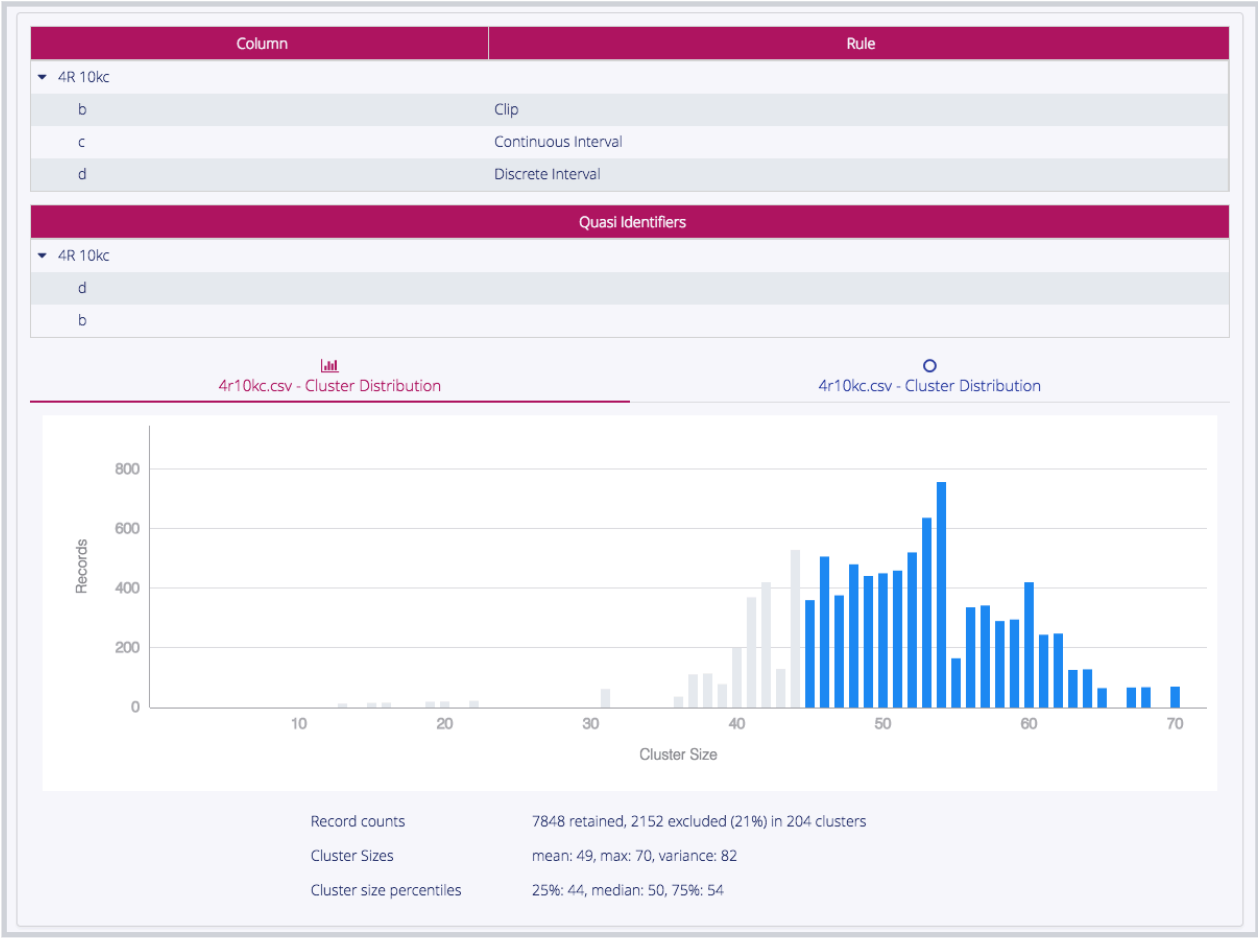 Column Rule
4R 10kc
b Clip
c Continuous Interval
d Discrete Interval
Quasi Identifiers
4R 10kc
d
b
4r10kc.csv - Cluster Distribution 4r10kc.csv - Cluster Distribution
800
600
400
200
0
Records
10 20 30 40 50 60 70
Cluster Size
Record counts 7848 retained, 2152 excluded (21%) in 204 clusters
Cluster Sizes mean: 49, max: 70, variance: 82
Cluster size percentiles 25%: 44, median: 50, 75%: 54